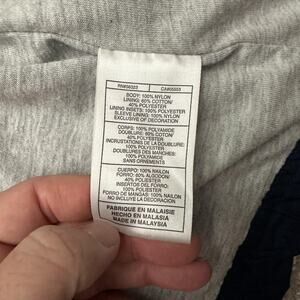 RN#56323 CA#05553
BODY: 100% NYLON
LINING: 60% COTTON/
40% POLYESTER
LINING INSETS: 100% POLYESTER
SLEEVE LINING: 100% NYLON
EXCLUSIVE OF DECORATION
CORPS: 100% POLYAMIDE
DOUBLURE: 60% COTON/
40% POLYESTER
INCRUSTATIONS DE LA DOUBLURE:
100% POLYESTER
DOUBLURES DES MANCHES:
100% POLYAMIDE
SANS ORNEMENTS
CUERPO: 100% NAILON
FORRO: 60% ALGODÓN/
40% POLIÉSTER
INSERTOS DEL FORRO:
100% POLIÉSTER
FORRO DE MANGAS: 100% NAILON
NO INCLUYE LA DECORACIÓN
FABRIQUÉ EN MALAISIE
HECHO EN MALASIA
MADE IN MALAYSIA